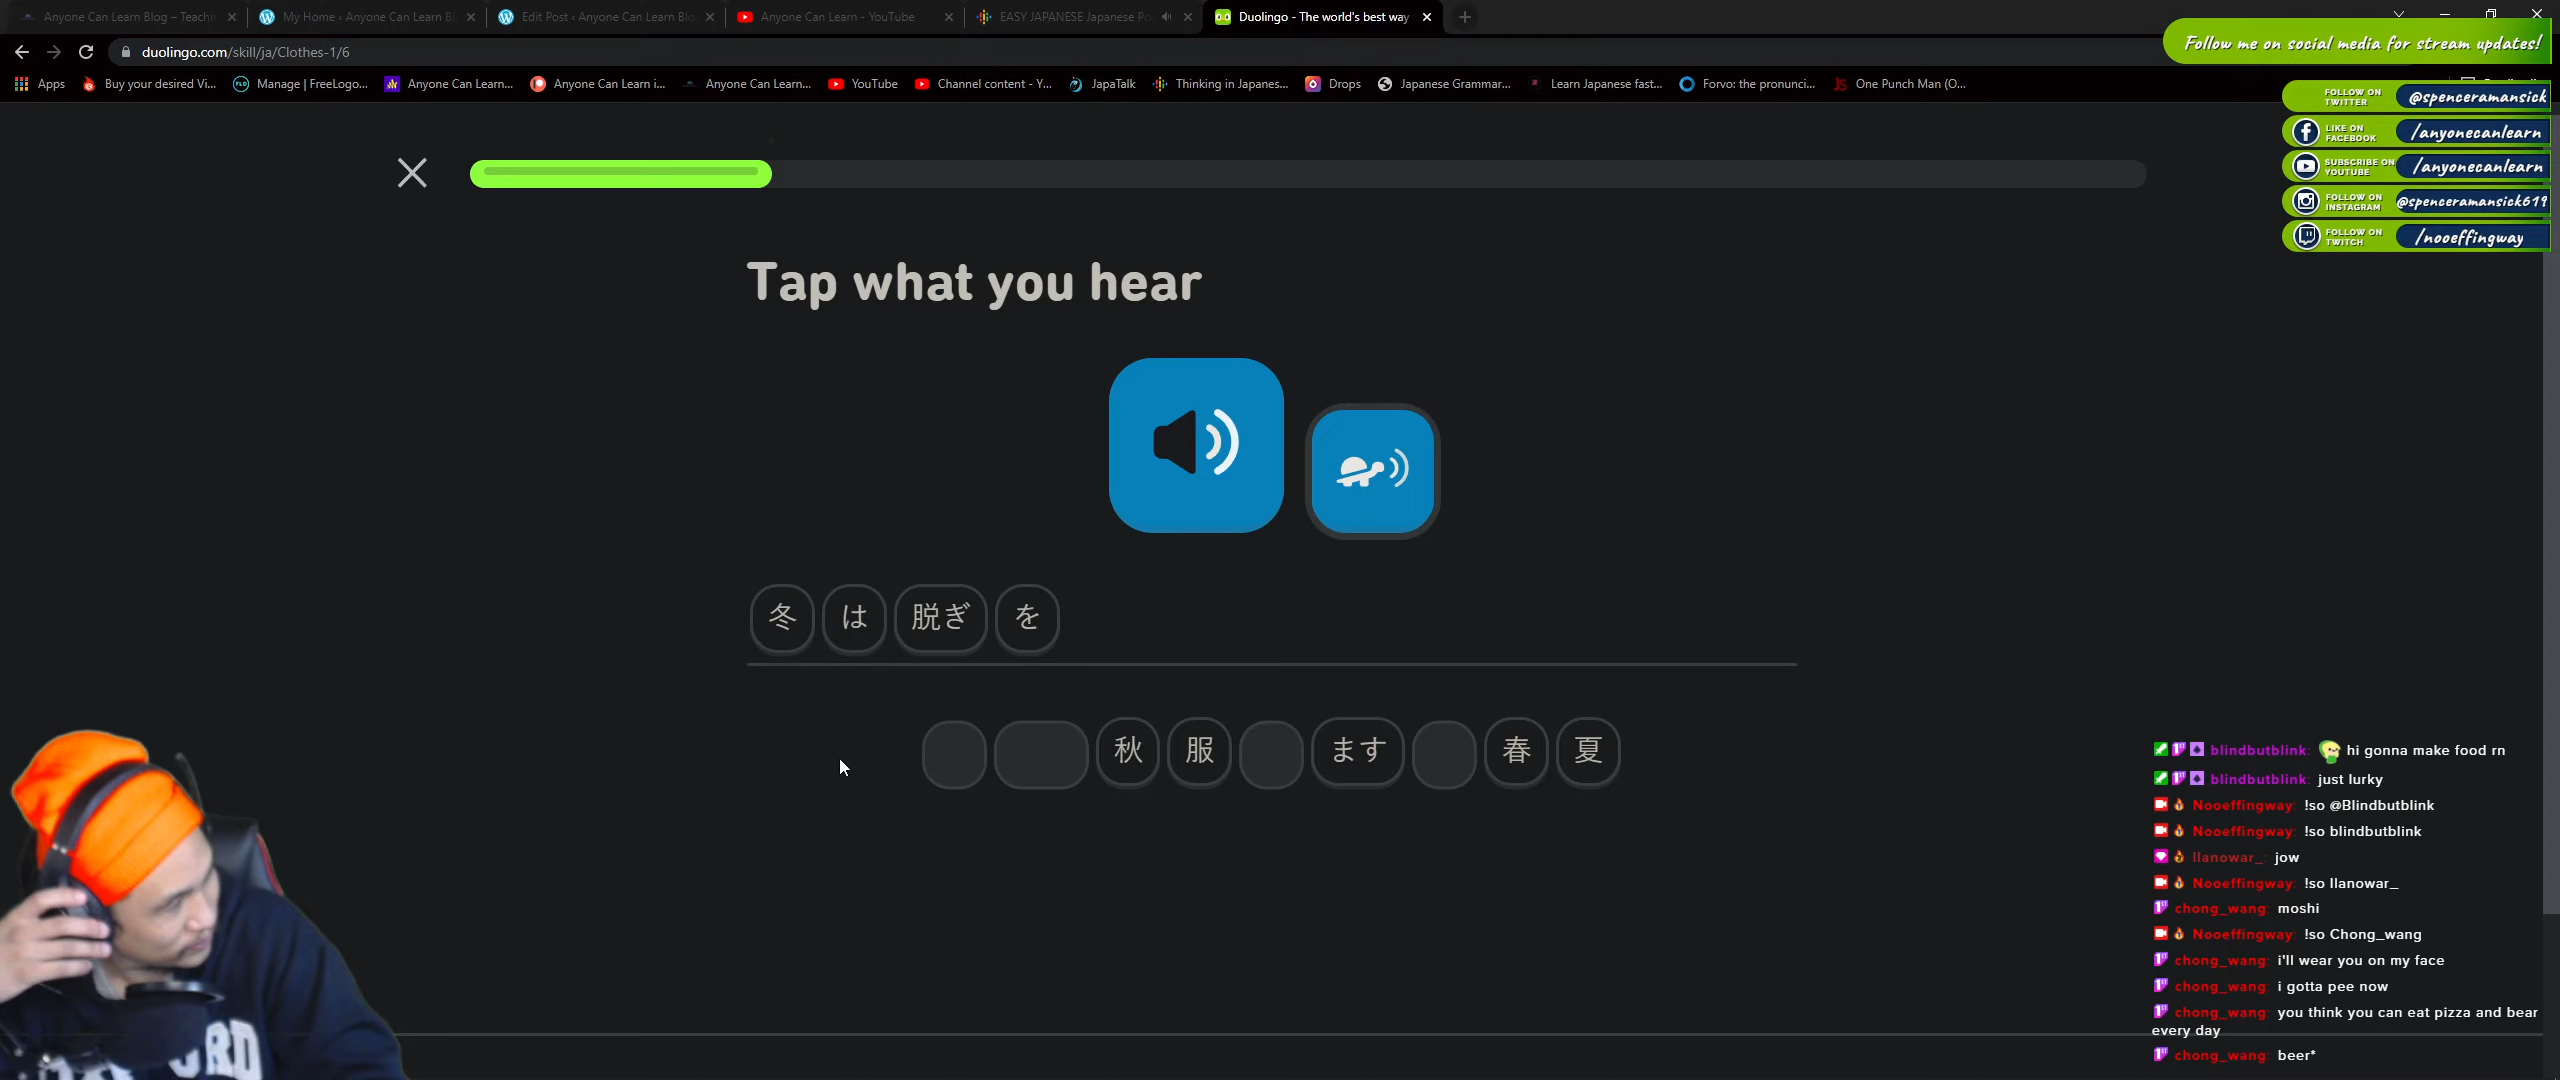 Anyone Can Learn Blog – Teachi
My Home ‹ Anyone Can Learn Bl
Edit Post ‹ Anyone Can Learn Blo
Anyone Can Learn - YouTube
EASY JAPANESE Japanese Po
Duolingo - The world's best way
duolingo.com/skill/ja/Clothes-1/6
Apps
Buy your desired Vi...
Manage | FreeLogo...
Anyone Can Learn...
Anyone Can Learn i...
Anyone Can Learn...
YouTube
Channel content - Y...
JapaTalk
Thinking in Japanes...
Drops
Japanese Grammar...
Learn Japanese fast...
Forvo: the pronunci...
One Punch Man (O...
Follow me on social media for stream updates!
FOLLOW ON TWITTER @spenceramansick
LIKE ON FACEBOOK /anyonecanlearn
SUBSCRIBE ON YOUTUBE /anyonecanlearn
FOLLOW ON INSTAGRAM @spenceramansick619
FOLLOW ON TWITCH /nooeffingway
Tap what you hear
冬 は 脱ぎ を
秋 服 ます 春 夏
blindbutblink: hi gonna make food rn
blindbutblink: just lurky
Nooeffingway: !so @Blindbutblink
Nooeffingway: !so blindbutblink
llanowar_: jow
Nooeffingway: !so llanowar_
chong_wang: moshi
Nooeffingway: !so Chong_wang
chong_wang: i'll wear you on my face
chong_wang: i gotta pee now
chong_wang: you think you can eat pizza and bear
every day
chong_wang: beer*